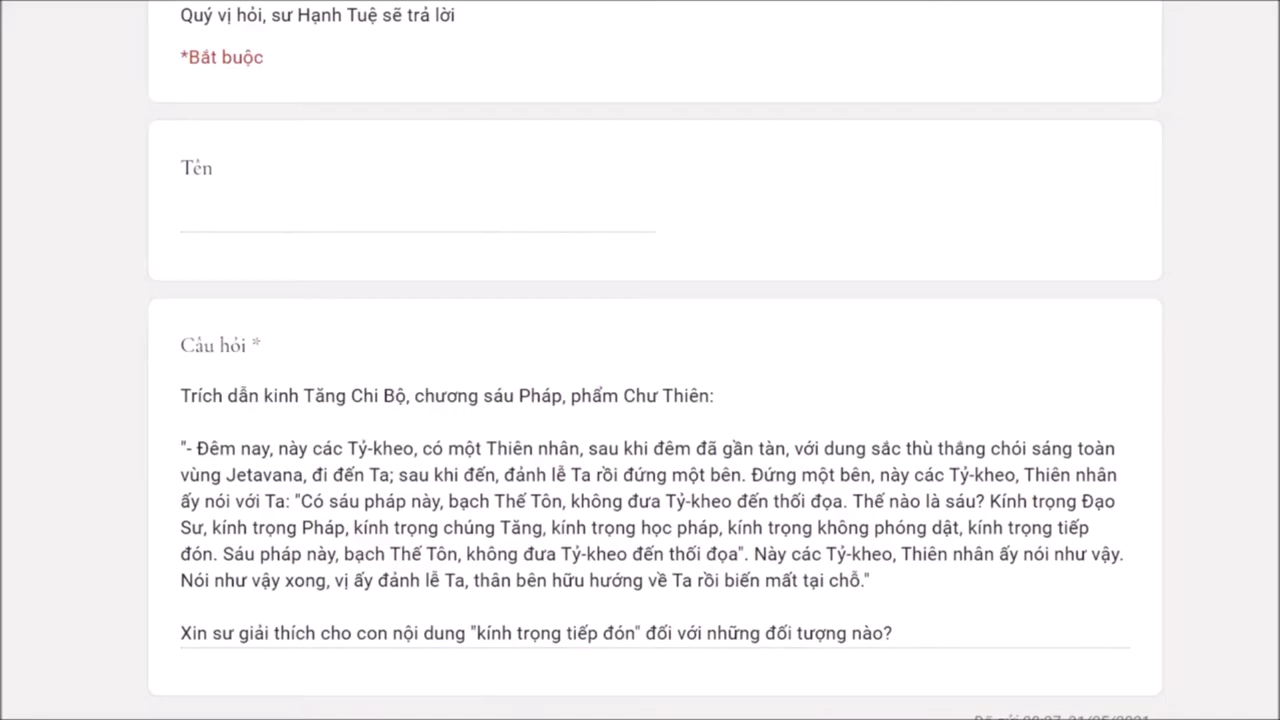 Quý vị hỏi, sư Hạnh Tuệ sẽ trả lời
*Bắt buộc
Tên
Câu hỏi *
Trích dẫn kinh Tăng Chi Bộ, chương sáu Pháp, phẩm Chư Thiên:
"- Đêm nay, này các Tỷ-kheo, có một Thiên nhân, sau khi đêm đã gần tàn, với dung sắc thù thắng chói sáng toàn
vùng Jetavana, đi đến Ta; sau khi đến, đảnh lễ Ta rồi đứng một bên. Đứng một bên, này các Tỷ-kheo, Thiên nhân
ấy nói với Ta: "Có sáu pháp này, bạch Thế Tôn, không đưa Tỷ-kheo đến thối đọa. Thế nào là sáu? Kính trọng Đạo
Sư, kính trọng Pháp, kính trọng chúng Tăng, kính trọng học pháp, kính trọng không phóng dật, kính trọng tiếp
đón. Sáu pháp này, bạch Thế Tôn, không đưa Tỷ-kheo đến thối đọa". Này các Tỷ-kheo, Thiên nhân ấy nói như vậy.
Nói như vậy xong, vị ấy đảnh lễ Ta, thân bên hữu hướng về Ta rồi biến mất tại chỗ."
Xin sư giải thích cho con nội dung "kính trọng tiếp đón" đối với những đối tượng nào?